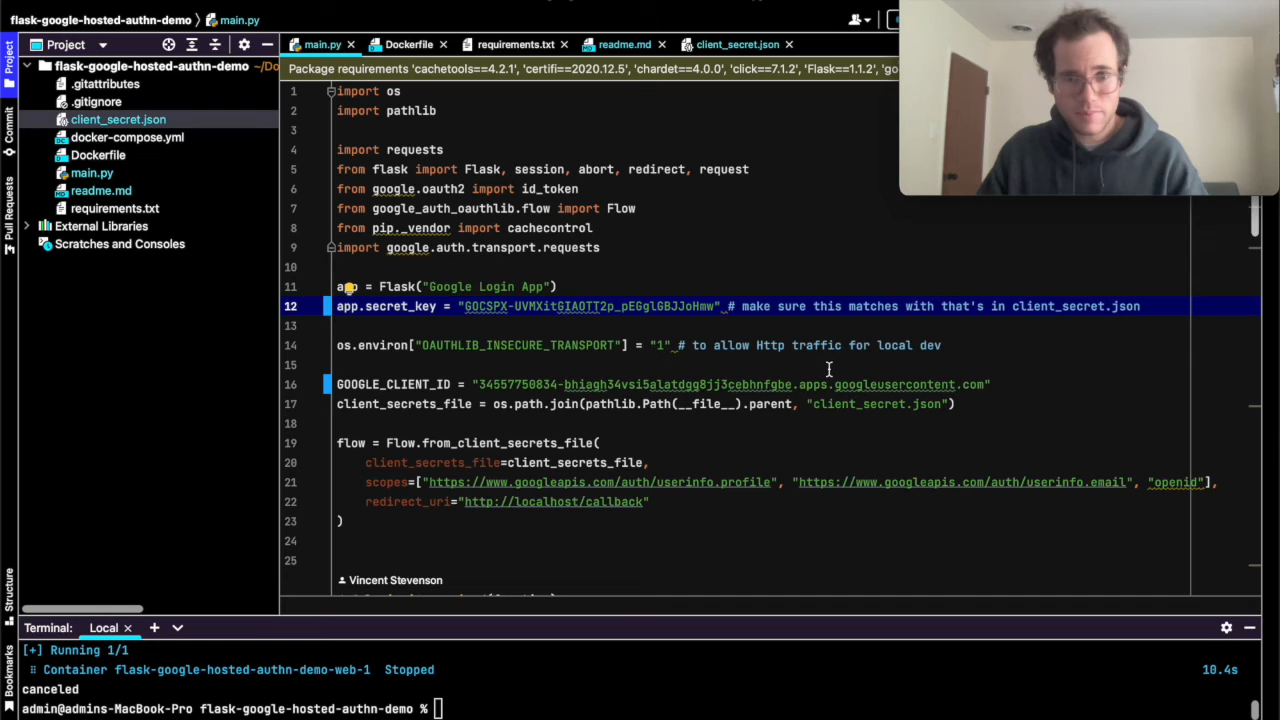 flask-google-hosted-authn-demo main.py
Project
main.py Dockerfile requirements.txt readme.md client_secret.json
flask-google-hosted-authn-demo ~/Do
.gitattributes
.gitignore
client_secret.json
docker-compose.yml
Dockerfile
main.py
readme.md
requirements.txt
External Libraries
Scratches and Consoles
Project
Commit
Pull Requests
Structure
Bookmarks
Package requirements 'cachetools==4.2.1', 'certifi==2020.12.5', 'chardet==4.0.0', 'click==7.1.2', 'Flask==1.1.2', 'go
1 import os
2 import pathlib
3
4 import requests
5 from flask import Flask, session, abort, redirect, request
6 from google.oauth2 import id_token
7 from google_auth_oauthlib.flow import Flow
8 from pip._vendor import cachecontrol
9 import google.auth.transport.requests
10
11 app = Flask("Google Login App")
12 app.secret_key = "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" # make sure this matches with that's in client_secret.json
13
14 os.environ["OAUTHLIB_INSECURE_TRANSPORT"] = "1" # to allow Http traffic for local dev
15
16 GOOGLE_CLIENT_ID = "34557750834-bhiagh34vsi5alatdgg8jj3cebhnfgbe.apps.googleusercontent.com"
17 client_secrets_file = os.path.join(pathlib.Path(__file__).parent, "client_secret.json")
18
19 flow = Flow.from_client_secrets_file(
20 client_secrets_file=client_secrets_file,
21 scopes=["https://www.googleapis.com/auth/userinfo.profile", "https://www.googleapis.com/auth/userinfo.email", "openid"],
22 redirect_uri="http://localhost/callback"
23 )
24
25
Vincent Stevenson
Terminal: Local
[+] Running 1/1
⠿ Container flask-google-hosted-authn-demo-web-1 Stopped 10.4s
canceled
admin@admins-MacBook-Pro flask-google-hosted-authn-demo %